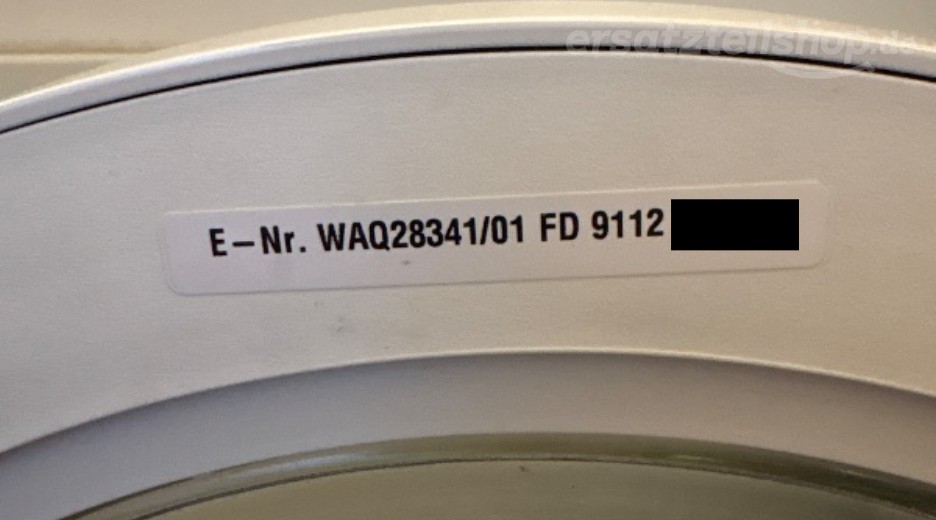 ersatzteilshop.de
E-Nr. WAQ28341/01 FD 9112